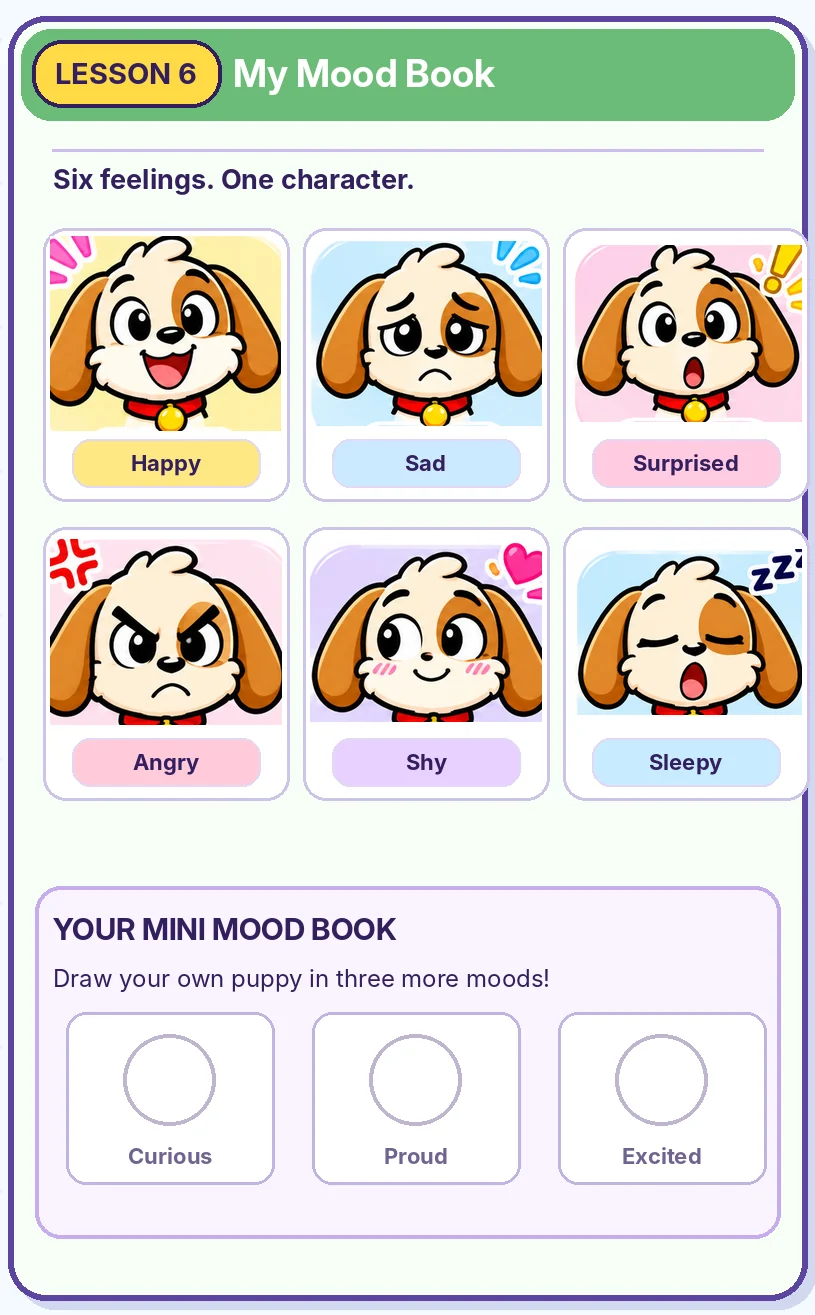 LESSON 6 My Mood Book
Six feelings. One character.
Happy Sad Surprised
zzz
Angry Shy Sleepy
YOUR MINI MOOD BOOK
Draw your own puppy in three more moods!
Curious Proud Excited